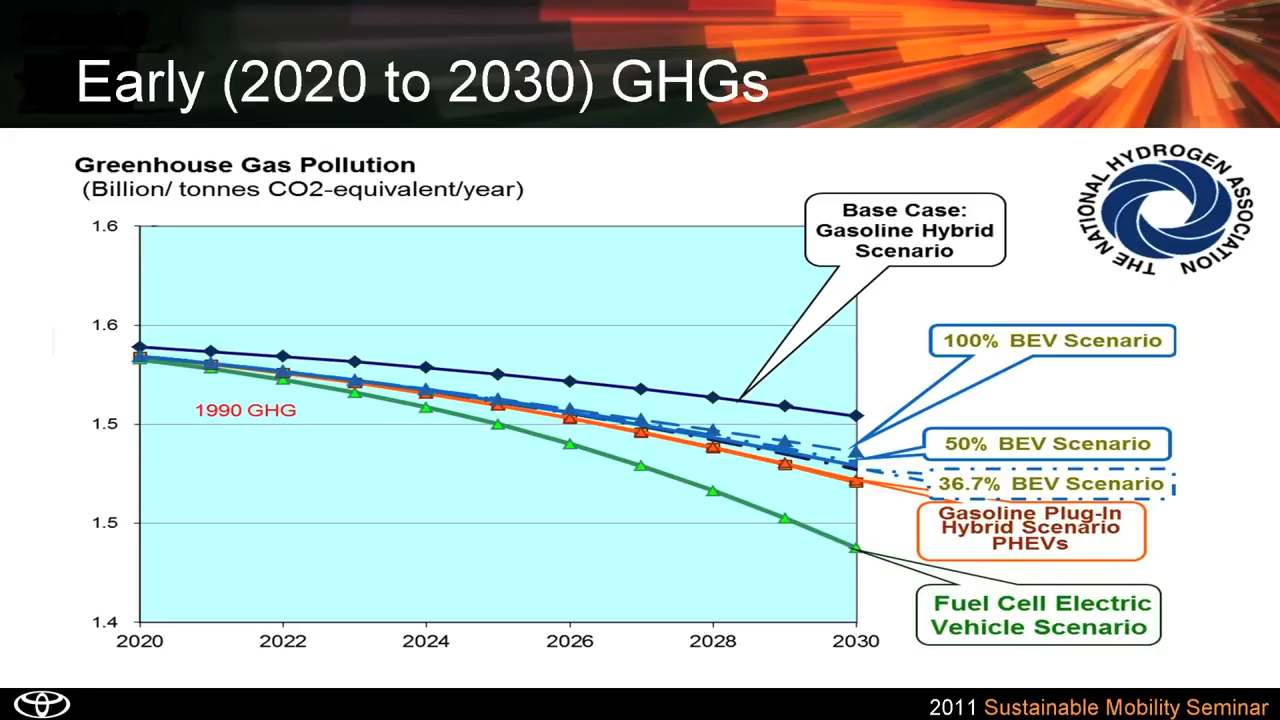 Early (2020 to 2030) GHGs
Greenhouse Gas Pollution
(Billion/ tonnes CO2-equivalent/year)
THE NATIONAL HYDROGEN ASSOCIATION
Base Case:
Gasoline Hybrid
Scenario
1.6
1.6
100% BEV Scenario
1990 GHG
1.5
50% BEV Scenario
36.7% BEV Scenario
Gasoline Plug-In
Hybrid Scenario
PHEVs
1.5
Fuel Cell Electric
Vehicle Scenario
1.4
2020 2022 2024 2026 2028 2030
2011 Sustainable Mobility Seminar